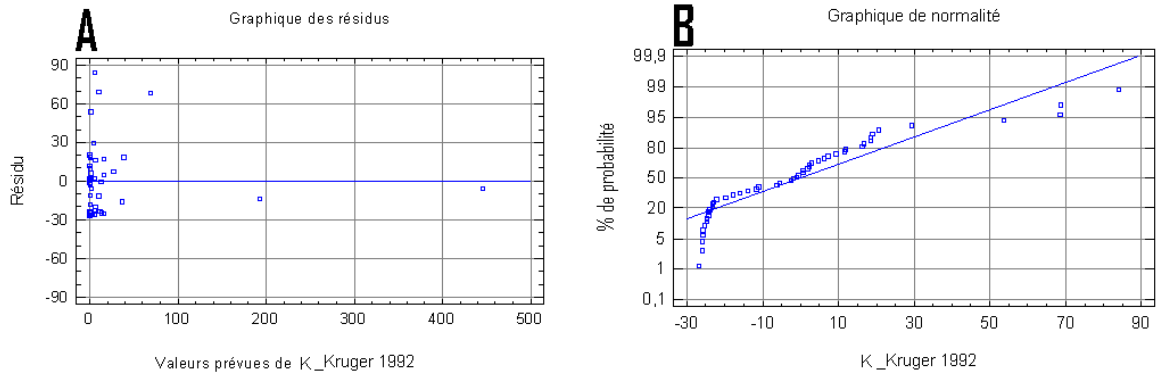 A
Graphique des résidus
Résidu
90
60
30
0
-30
-60
-90
0 100 200 300 400 500
Valeurs prévues de K_Kruger 1992
B
Graphique de normalité
% de probabilité
99,9
99
95
80
50
20
5
1
0,1
-30 -10 10 30 50 70 90
K_Kruger 1992